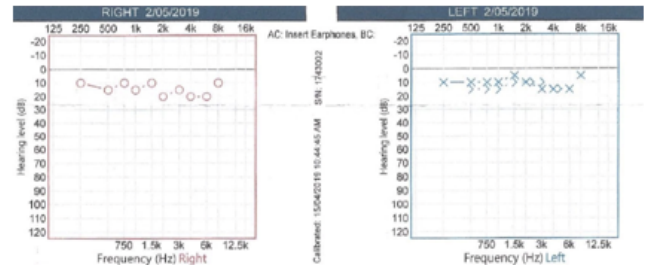 RIGHT 2/05/2019
125 250 500 1k 2k 4k 8k 16k
-20
-10
0
10
20
30
40
50
60
70
80
90
100
110
120
Hearing level (dB)
750 1.5k 3k 6k 12.5k
Frequency (Hz) Right
AC: Insert Earphones, BC:
Calibrated: 15/04/2019 10:44:45 AM S/N: 1743002
LEFT 2/05/2019
125 250 500 1k 2k 4k 8k 16k
-20
-10
0
10
20
30
40
50
60
70
80
90
100
110
120
Hearing level (dB)
750 1.5k 3k 6k 12.5k
Frequency (Hz) Left